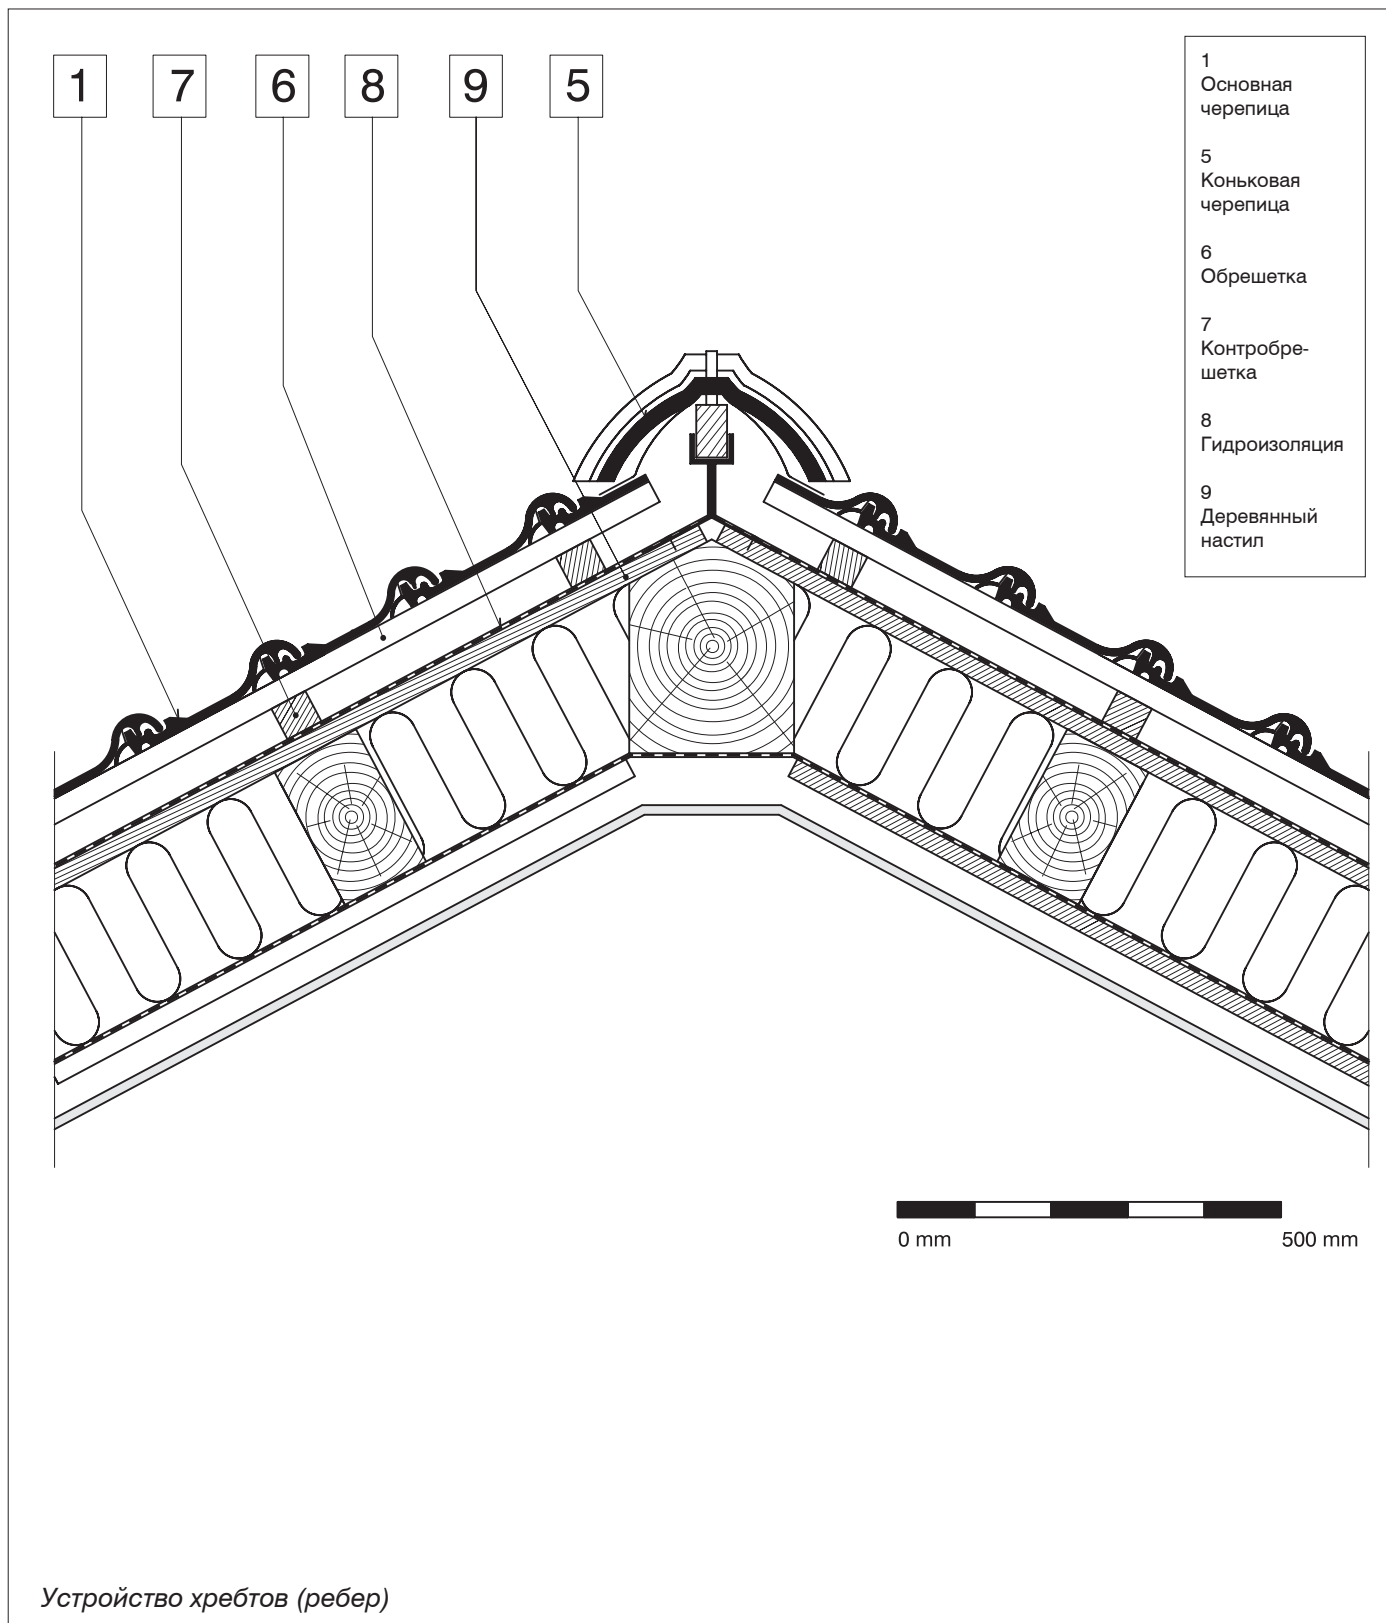 1 7 6 8 9 5
1
Основная
черепица
5
Коньковая
черепица
6
Обрешетка
7
Контробре-
шетка
8
Гидроизоляция
9
Деревянный
настил
0 mm 500 mm
Устройство хребтов (ребер)